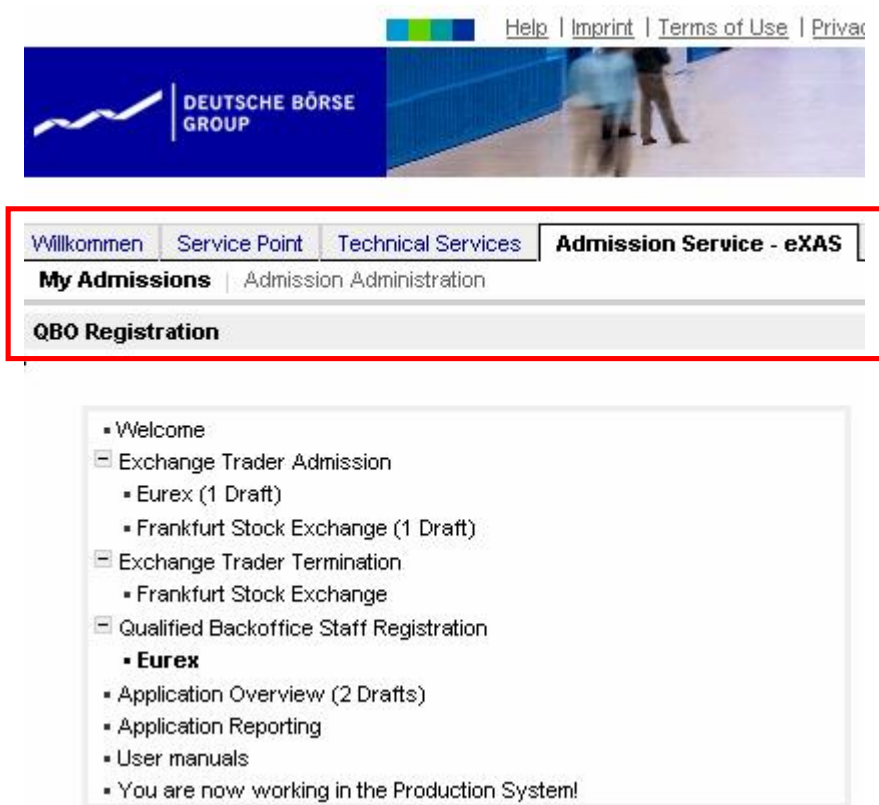 Help | Imprint | Terms of Use |
DEUTSCHE BÖRSE
GROUP
Willkommen Service Point Technical Services Admission Service - eXAS
My Admissions | Admission Administration
QBO Registration
Welcome
Exchange Trader Admission
Eurex (1 Draft)
Frankfurt Stock Exchange (1 Draft)
Exchange Trader Termination
Frankfurt Stock Exchange
Qualified Backoffice Staff Registration
Eurex
Application Overview (2 Drafts)
Application Reporting
User manuals
You are now working in the Production System!